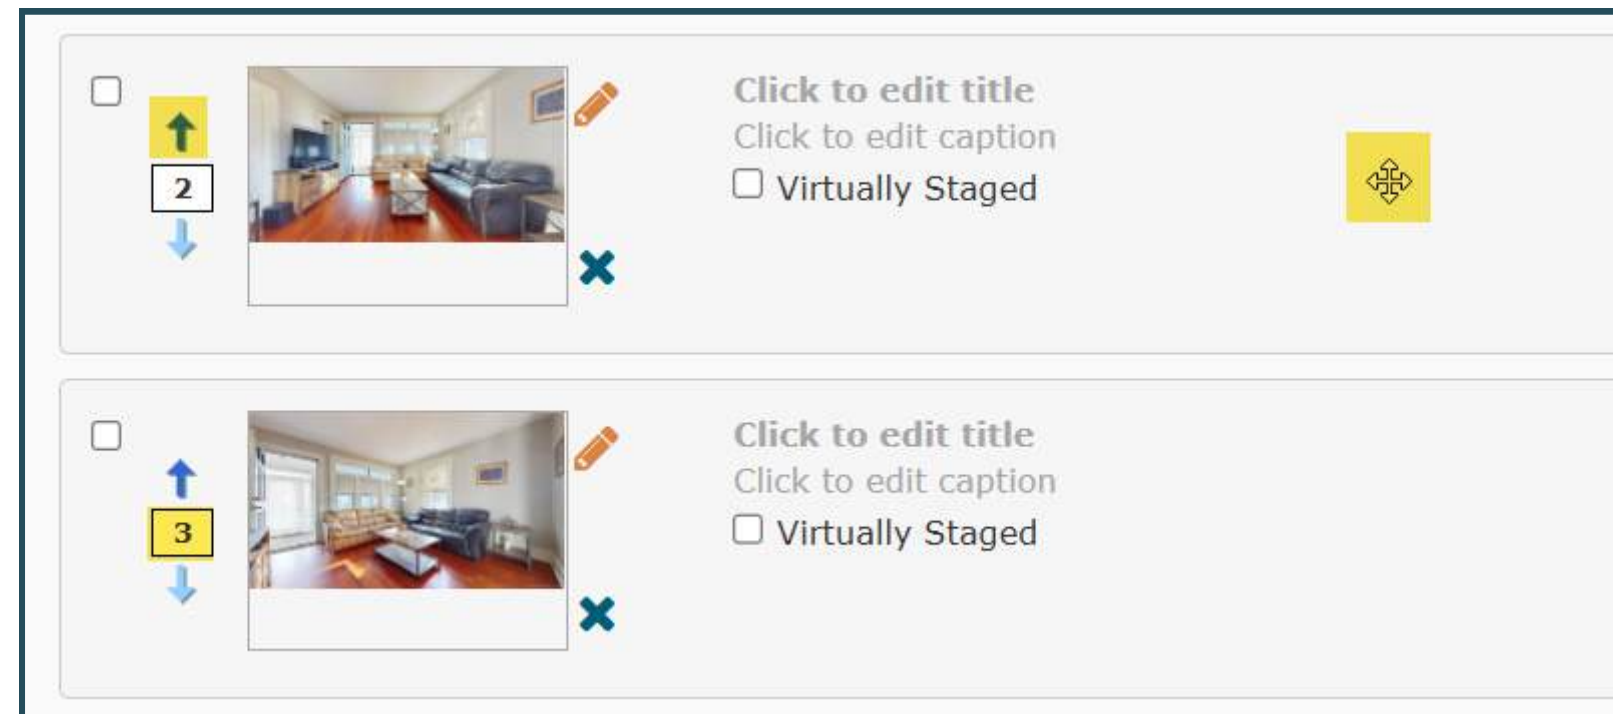 2
Click to edit title
Click to edit caption
Virtually Staged
3
Click to edit title
Click to edit caption
Virtually Staged